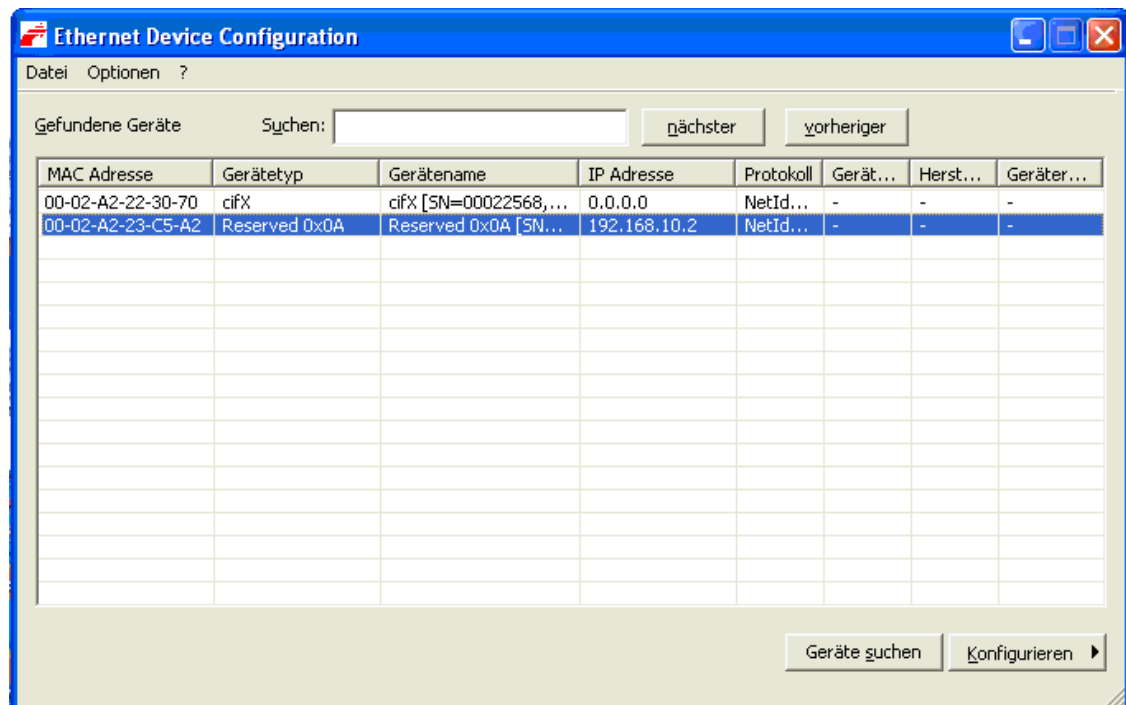 Ethernet Device Configuration
Datei Optionen ?
Gefundene Geräte Suchen: nächster vorheriger
MAC Adresse Gerätetyp Gerätename IP Adresse Protokoll Gerät... Herst... Geräter...
00-02-A2-22-30-70 cifX cifX [SN=00022568,... 0.0.0.0 NetId... - - -
00-02-A2-23-C5-A2 Reserved 0x0A Reserved 0x0A [SN... 192.168.10.2 NetId... - - -
Geräte suchen Konfigurieren